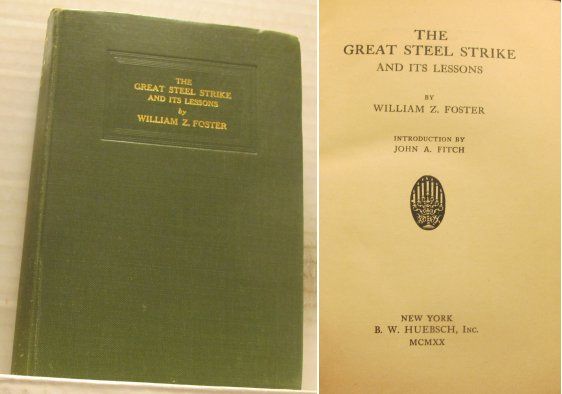 THE
GREAT STEEL STRIKE
AND ITS LESSONS
by
WILLIAM Z. FOSTER
THE
GREAT STEEL STRIKE
AND ITS LESSONS
BY
WILLIAM Z. FOSTER
INTRODUCTION BY
JOHN A. FITCH
NEW YORK
B. W. HUEBSCH, INC.
MCMXX